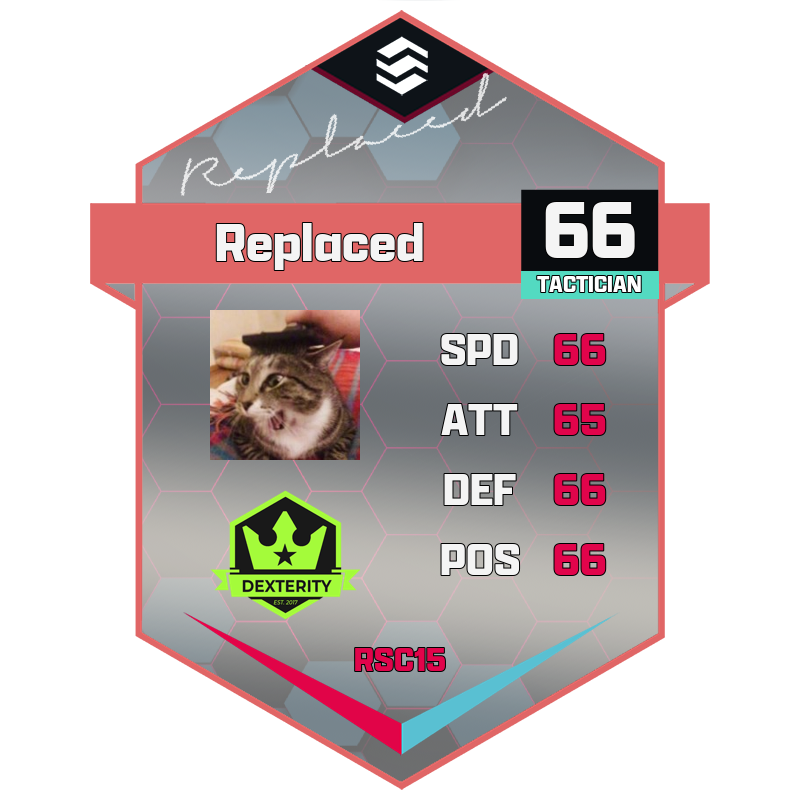 Replaced
Replaced
66
TACTICIAN
SPD 66
ATT 65
DEF 66
POS 66
DEXTERITY
EST. 2017
RSC15